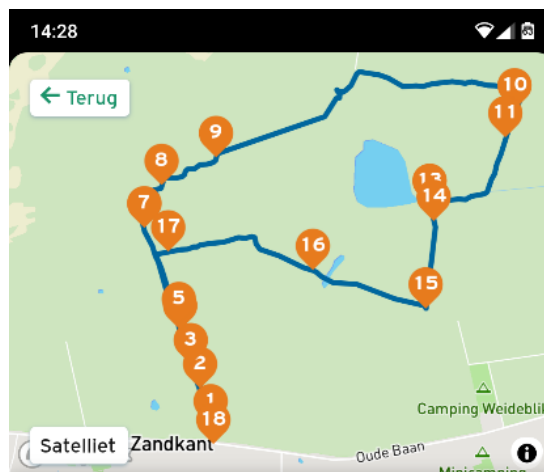 14:28
← Terug
10
11
9
8
13
7
14
17
16
5
15
3
2
1
Camping Weideblik
18
Satelliet
Zandkant
Oude Baan
Minicamping